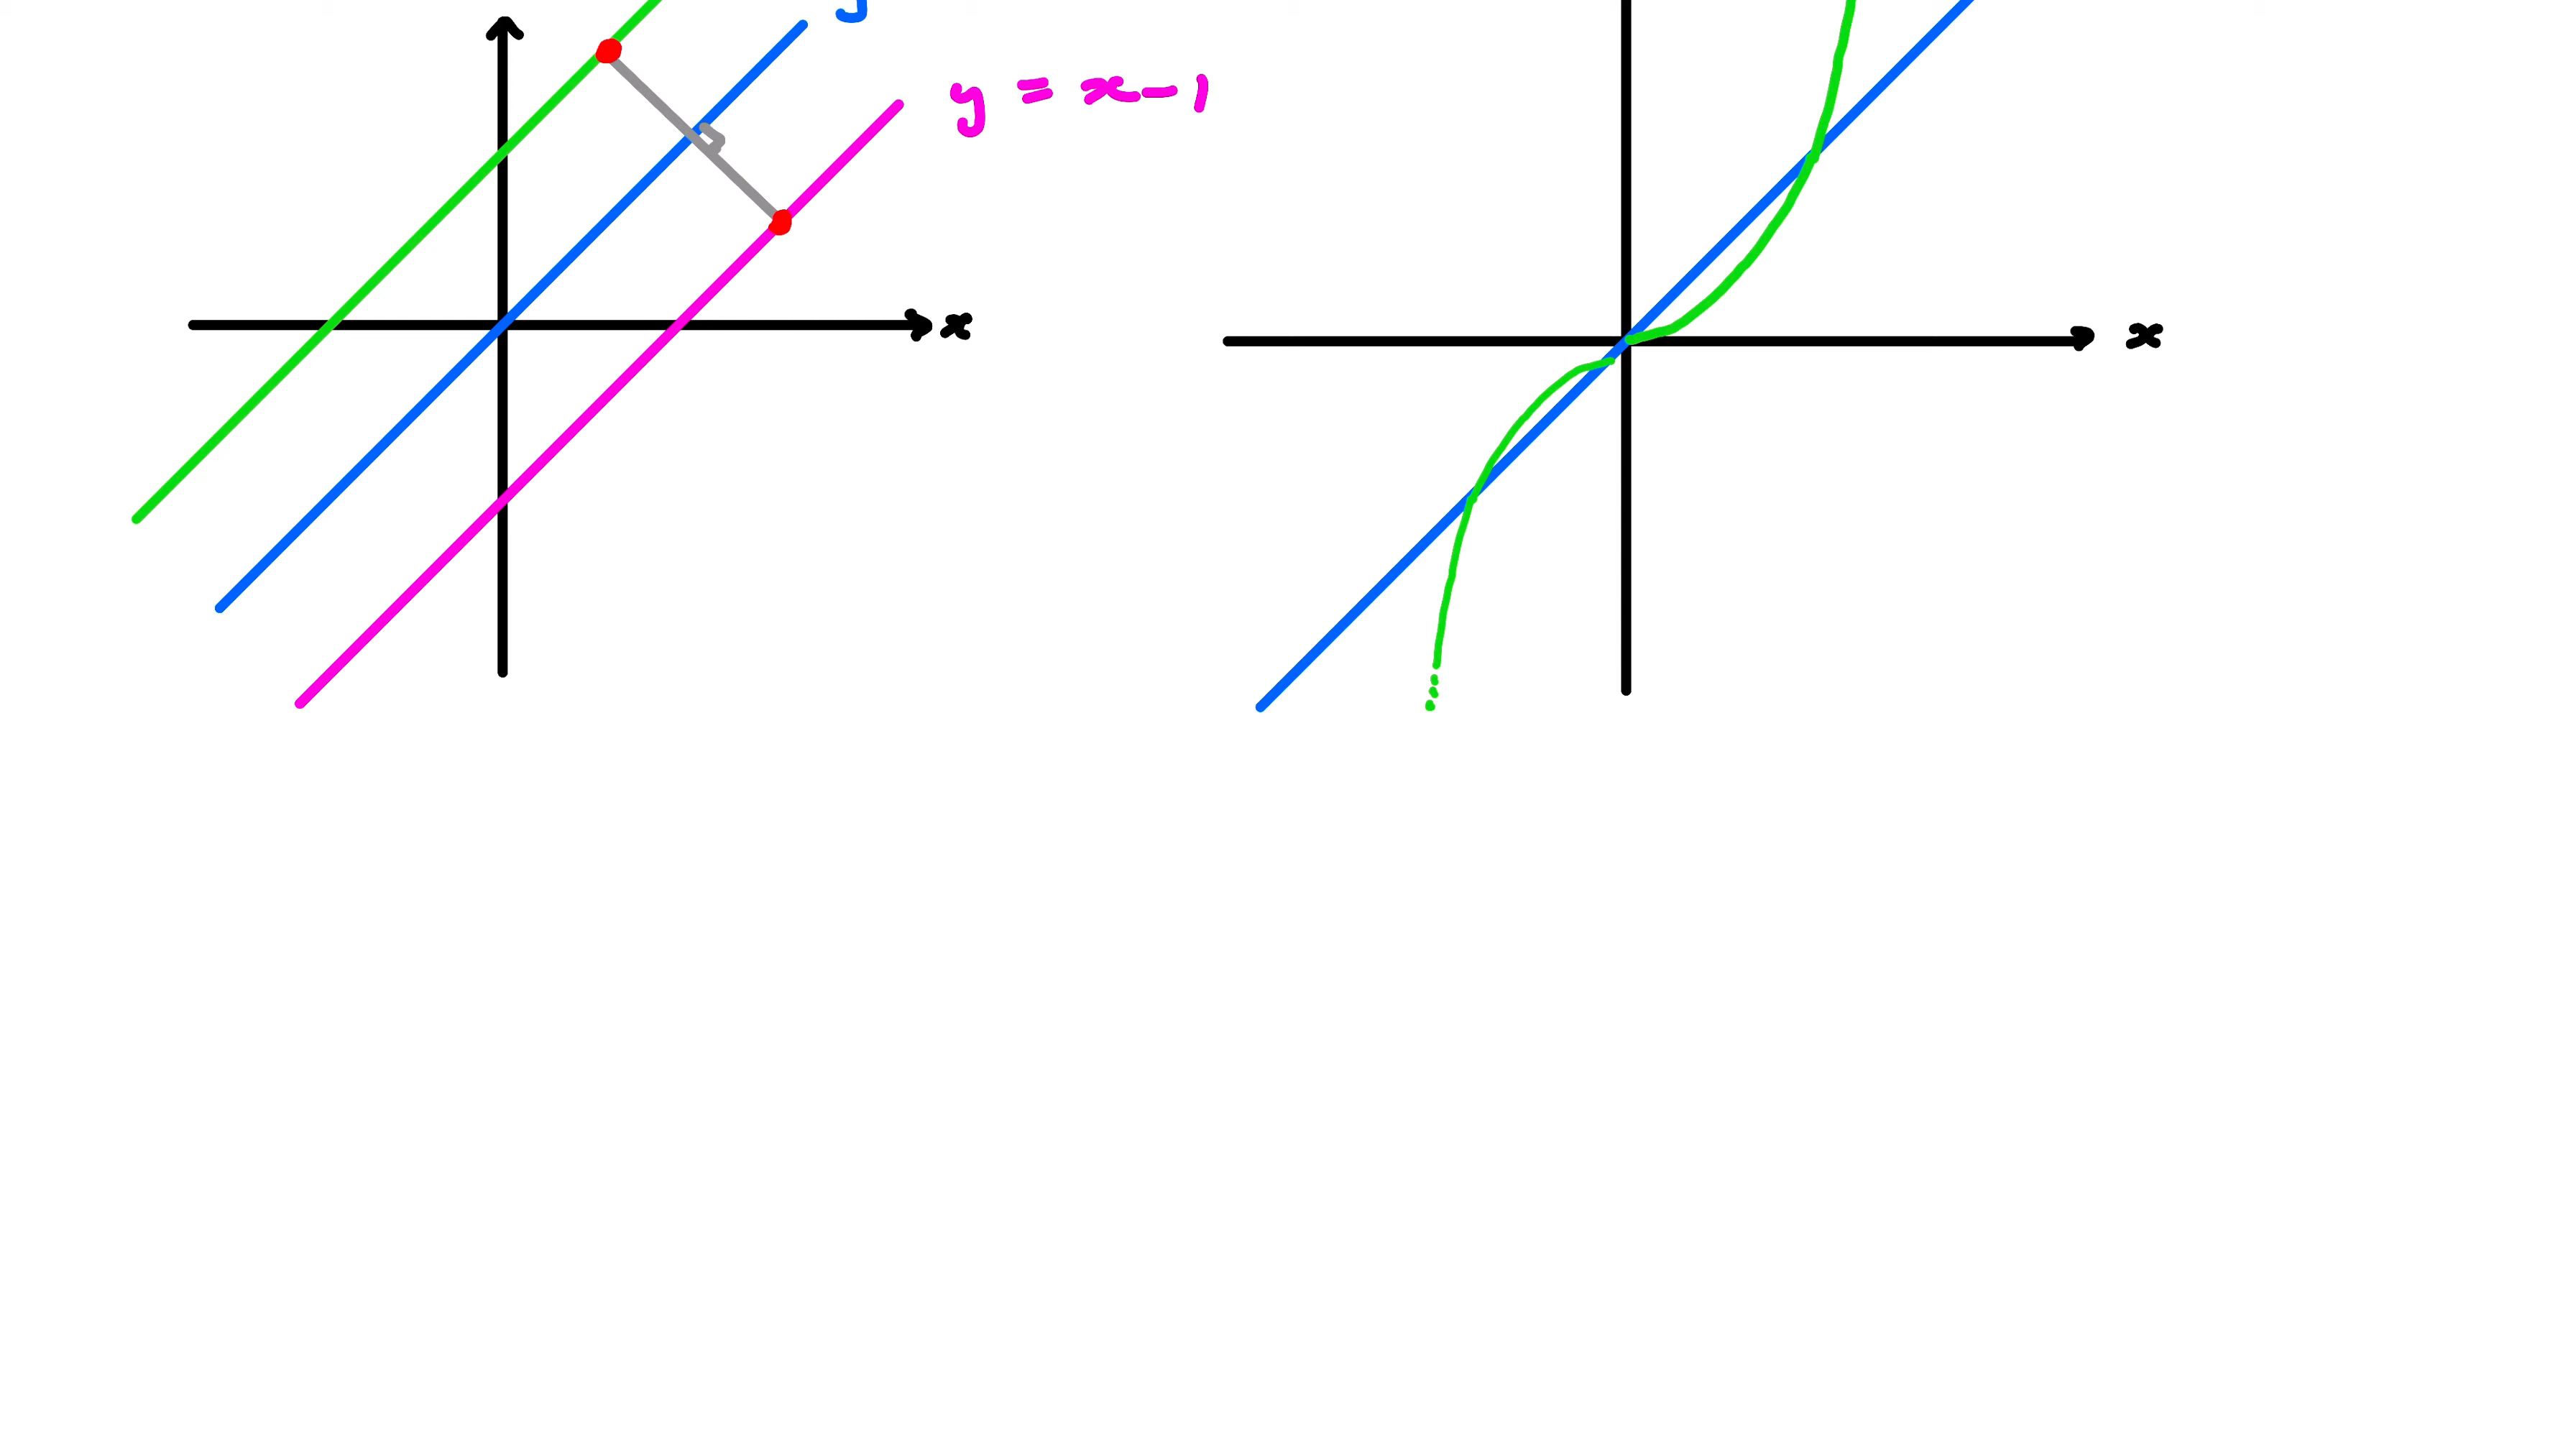 y = x - 1
x
x